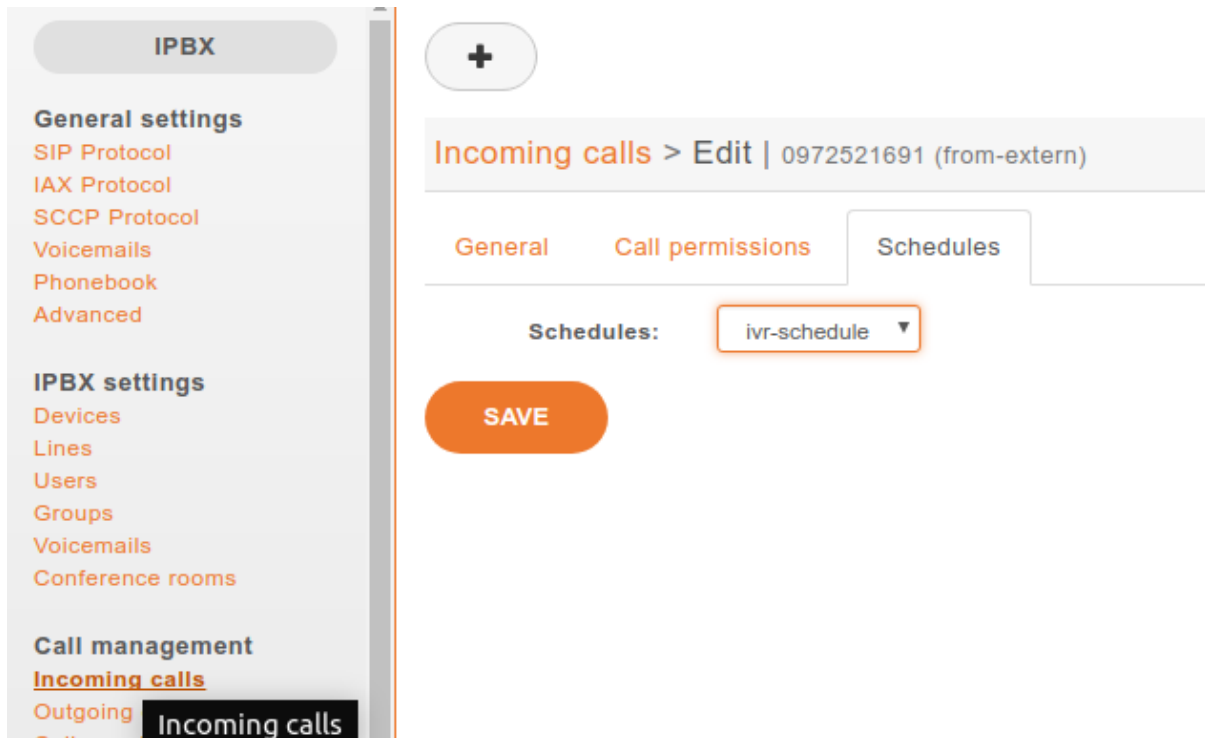 IPBX
General settings
SIP Protocol
IAX Protocol
SCCP Protocol
Voicemails
Phonebook
Advanced
IPBX settings
Devices
Lines
Users
Groups
Voicemails
Conference rooms
Call management
Incoming calls
Outgoing
Incoming calls
Incoming calls > Edit | 0972521691 (from-extern)
General Call permissions Schedules
Schedules: ivr-schedule
SAVE